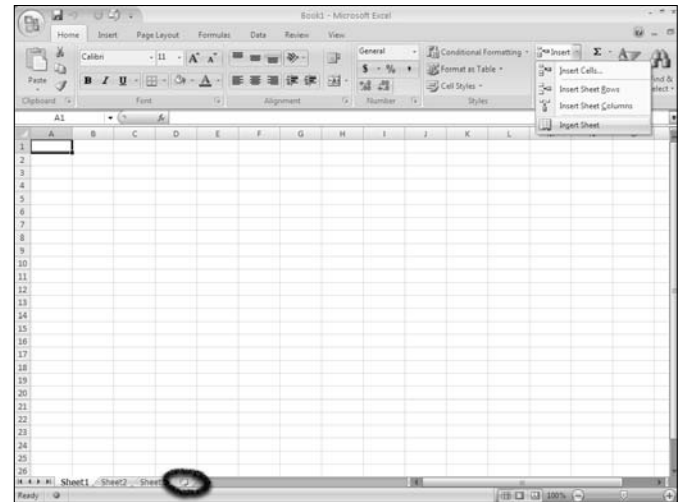 Book1 - Microsoft Excel
Home Insert Page Layout Formulas Data Review View
Paste
Calibri 11
B I U A
General
$ %
Conditional Formatting
Format as Table
Cell Styles
Insert
Σ
Insert Cells...
Insert Sheet Rows
Insert Sheet Columns
Insert Sheet
Clipboard Font Alignment Number Styles
A1 fx
A B C D E F G H I J K L
1
2
3
4
5
6
7
8
9
10
11
12
13
14
15
16
17
18
19
20
21
22
23
24
25
26
Sheet1 Sheet2
Ready 100%